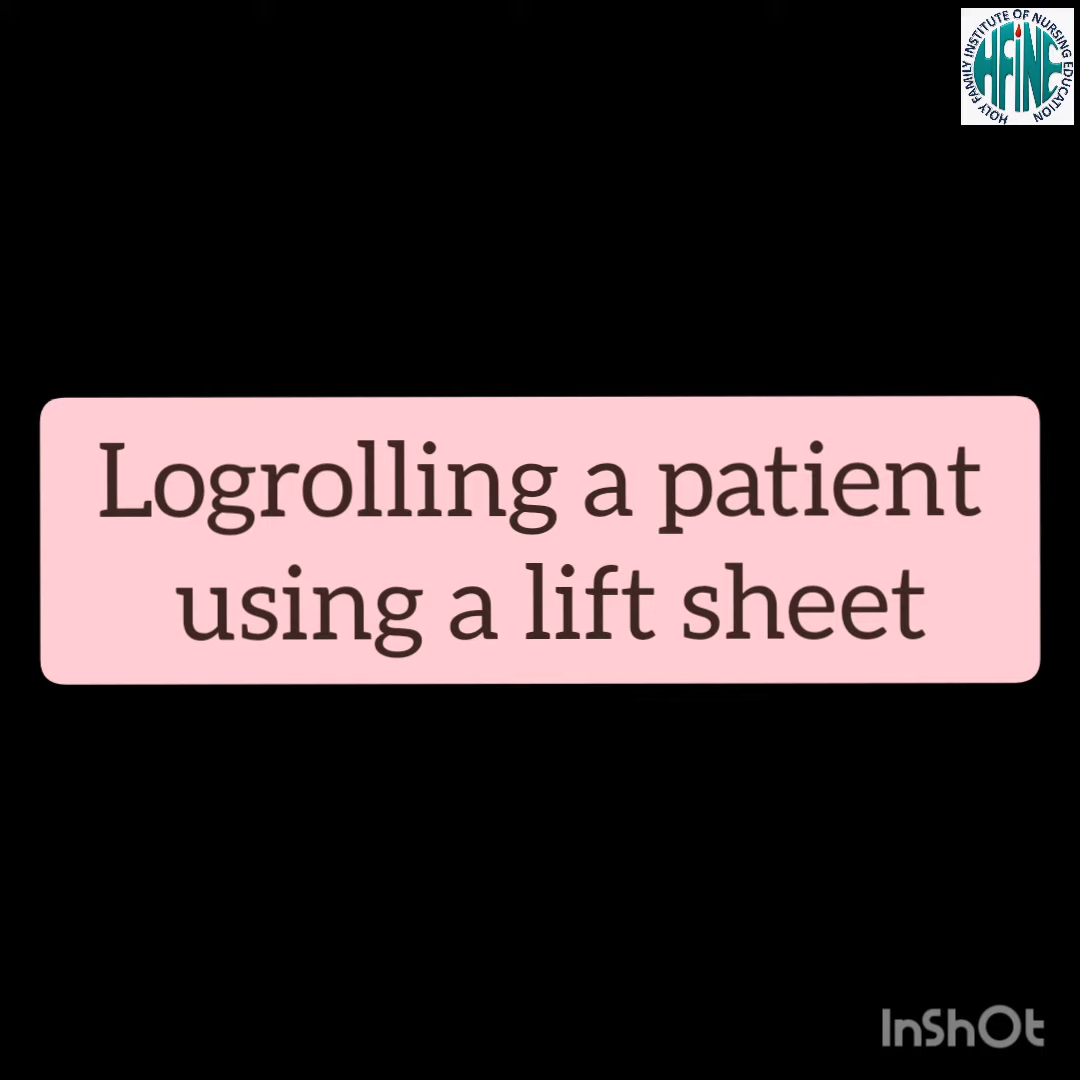 HOLY FAMILY INSTITUTE OF NURSING EDUCATION
HFiNE
Logrolling a patient
using a lift sheet
InShOt